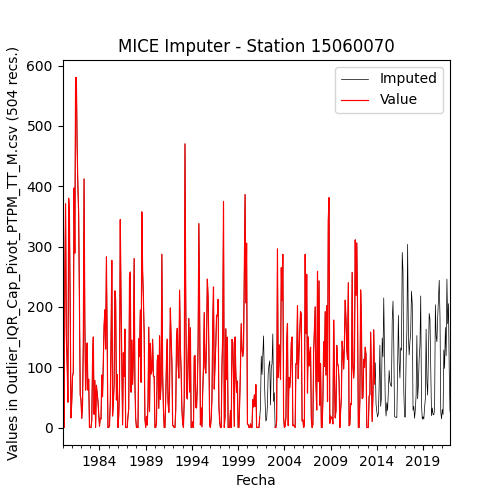 MICE Imputer - Station 15060070
Imputed
Value
Values in Outlier_IQR_Cap_Pivot_PTPM_TT_M.csv (504 recs.)
600
500
400
300
200
100
0
1984 1989 1994 1999 2004 2009 2014 2019
Fecha